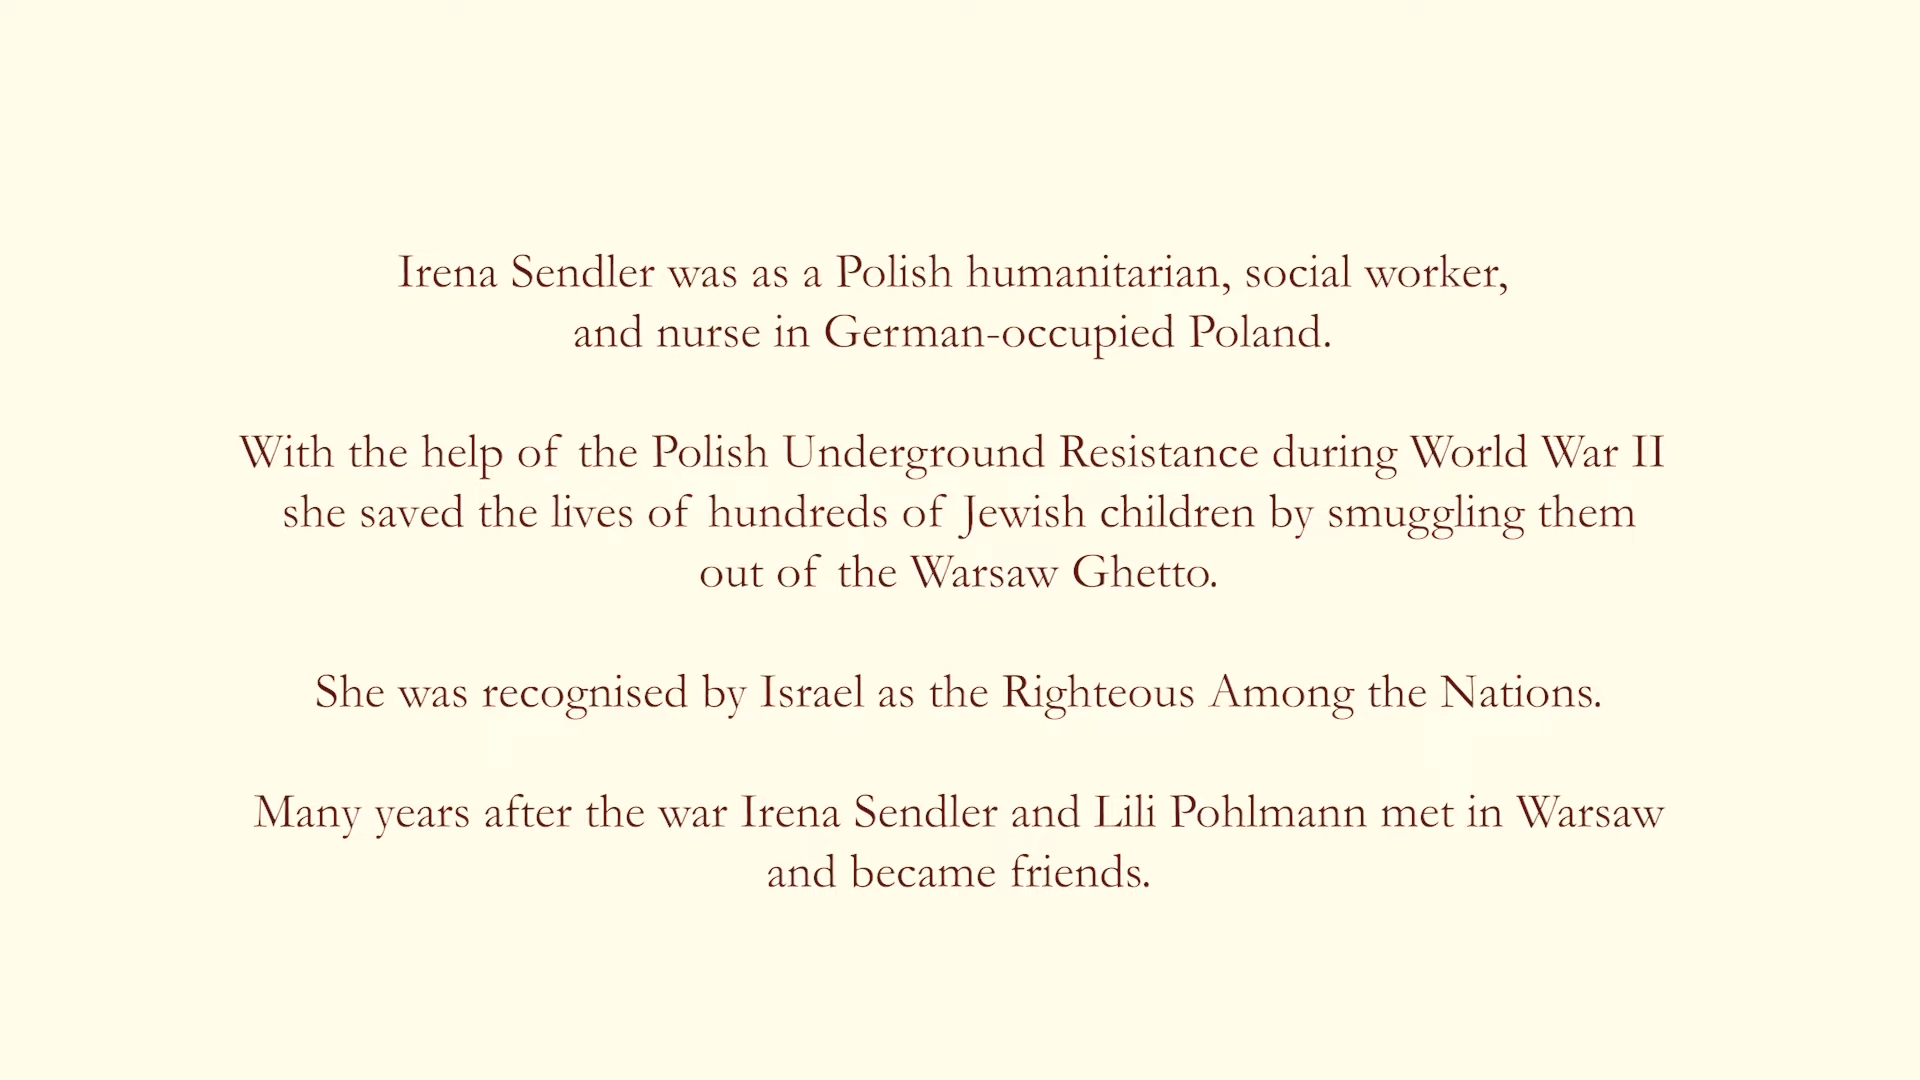 Irena Sendler was as a Polish humanitarian, social worker,
and nurse in German-occupied Poland.
With the help of the Polish Underground Resistance during World War II
she saved the lives of hundreds of Jewish children by smuggling them
out of the Warsaw Ghetto.
She was recognised by Israel as the Righteous Among the Nations.
Many years after the war Irena Sendler and Lili Pohlmann met in Warsaw
and became friends.